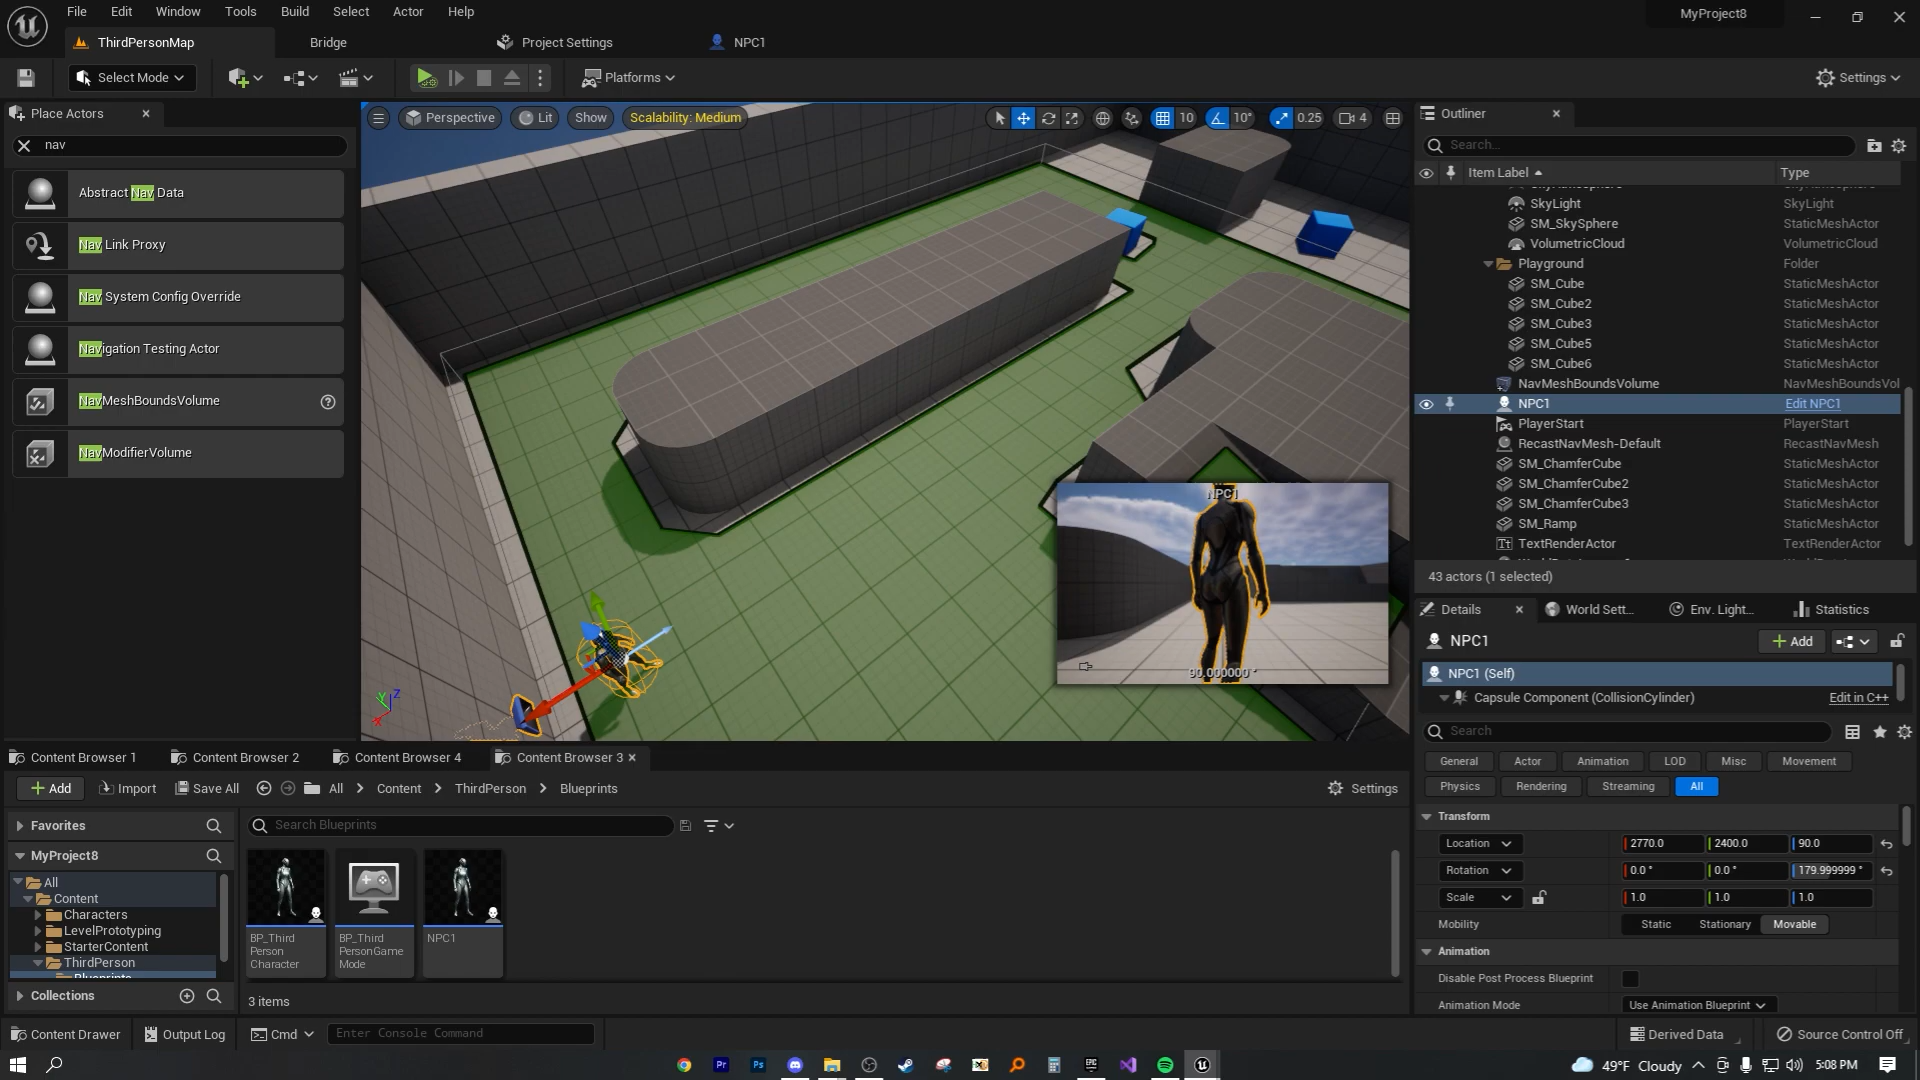 File Edit Window Tools Build Select Actor Help
MyProject8
ThirdPersonMap
Bridge
Project Settings
NPC1
Select Mode
Platforms
Settings
Place Actors
nav
Abstract Nav Data
Nav Link Proxy
Nav System Config Override
Navigation Testing Actor
NavMeshBoundsVolume
NavModifierVolume
Perspective
Lit
Show
Scalability: Medium
10
10°
0.25
4
NPC1
90.000000 °
Y Z
X
Outliner
Search...
Item Label
Type
SkyAtmosphere SkyAtmosphere
SkyLight SkyLight
SM_SkySphere StaticMeshActor
VolumetricCloud VolumetricCloud
Playground Folder
SM_Cube StaticMeshActor
SM_Cube2 StaticMeshActor
SM_Cube3 StaticMeshActor
SM_Cube5 StaticMeshActor
SM_Cube6 StaticMeshActor
NavMeshBoundsVolume NavMeshBoundsVol
NPC1 Edit NPC1
PlayerStart PlayerStart
RecastNavMesh-Default RecastNavMesh
SM_ChamferCube StaticMeshActor
SM_ChamferCube2 StaticMeshActor
SM_ChamferCube3 StaticMeshActor
SM_Ramp StaticMeshActor
TextRenderActor TextRenderActor
43 actors (1 selected)
Details
World Sett...
Env. Light...
Statistics
NPC1
Add
NPC1 (Self)
Capsule Component (CollisionCylinder) Edit in C++
Search
General Actor Animation LOD Misc Movement
Physics Rendering Streaming All
Transform
Location 2770.0 2400.0 90.0
Rotation 0.0 ° 0.0 ° 179.999999 °
Scale 1.0 1.0 1.0
Mobility Static Stationary Movable
Animation
Disable Post Process Blueprint
Animation Mode Use Animation Blueprint
Content Browser 1
Content Browser 2
Content Browser 4
Content Browser 3
Add
Import
Save All
All
Content
ThirdPerson
Blueprints
Settings
Favorites
MyProject8
All
Content
Characters
LevelPrototyping
StarterContent
ThirdPerson
Blueprints
Collections
Search Blueprints
BP_Third
Person
Character
BP_Third
PersonGame
Mode
NPC1
3 items
Content Drawer
Output Log
Cmd
Enter Console Command
Derived Data
Source Control Off
Pr
Ps
49°F Cloudy
5:08 PM